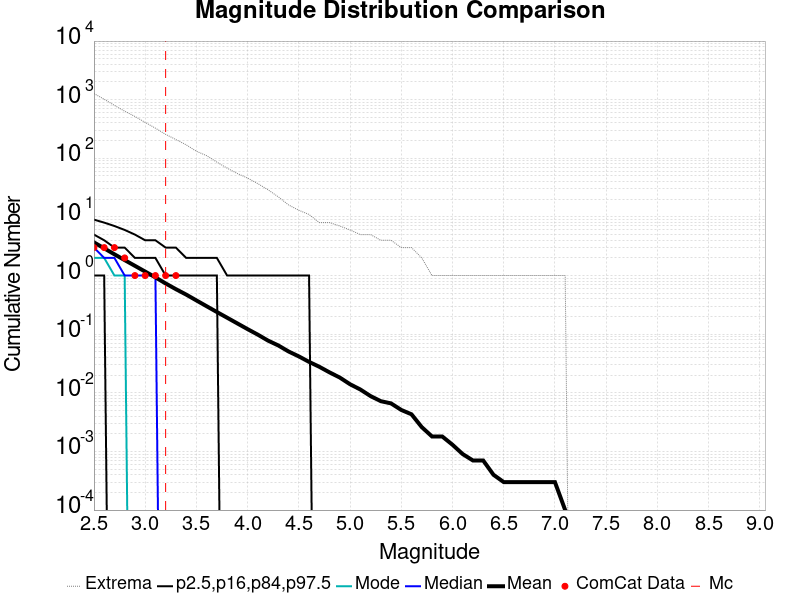 Magnitude Distribution Comparison
10^4
10^3
10^2
10^1
10^0
10^-1
10^-2
10^-3
10^-4
Cumulative Number
2.5 3.0 3.5 4.0 4.5 5.0 5.5 6.0 6.5 7.0 7.5 8.0 8.5 9.0
Magnitude
Extrema p2.5,p16,p84,p97.5 Mode Median Mean ComCat Data Mc